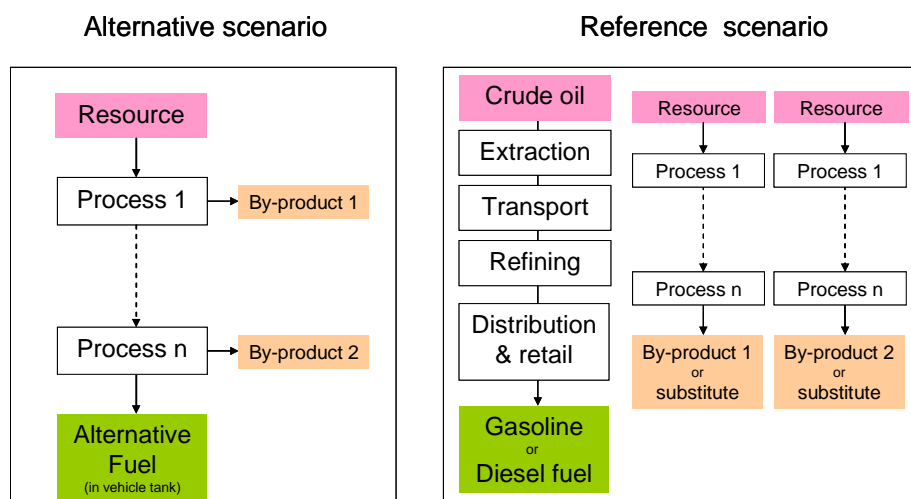 Alternative scenario
Resource
Process 1
By-product 1
Process n
By-product 2
Alternative
Fuel
(in vehicle tank)
Reference scenario
Crude oil
Extraction
Transport
Refining
Distribution
& retail
Gasoline
or
Diesel fuel
Resource
Process 1
Process n
By-product 1
or
substitute
Resource
Process 1
Process n
By-product 2
or
substitute